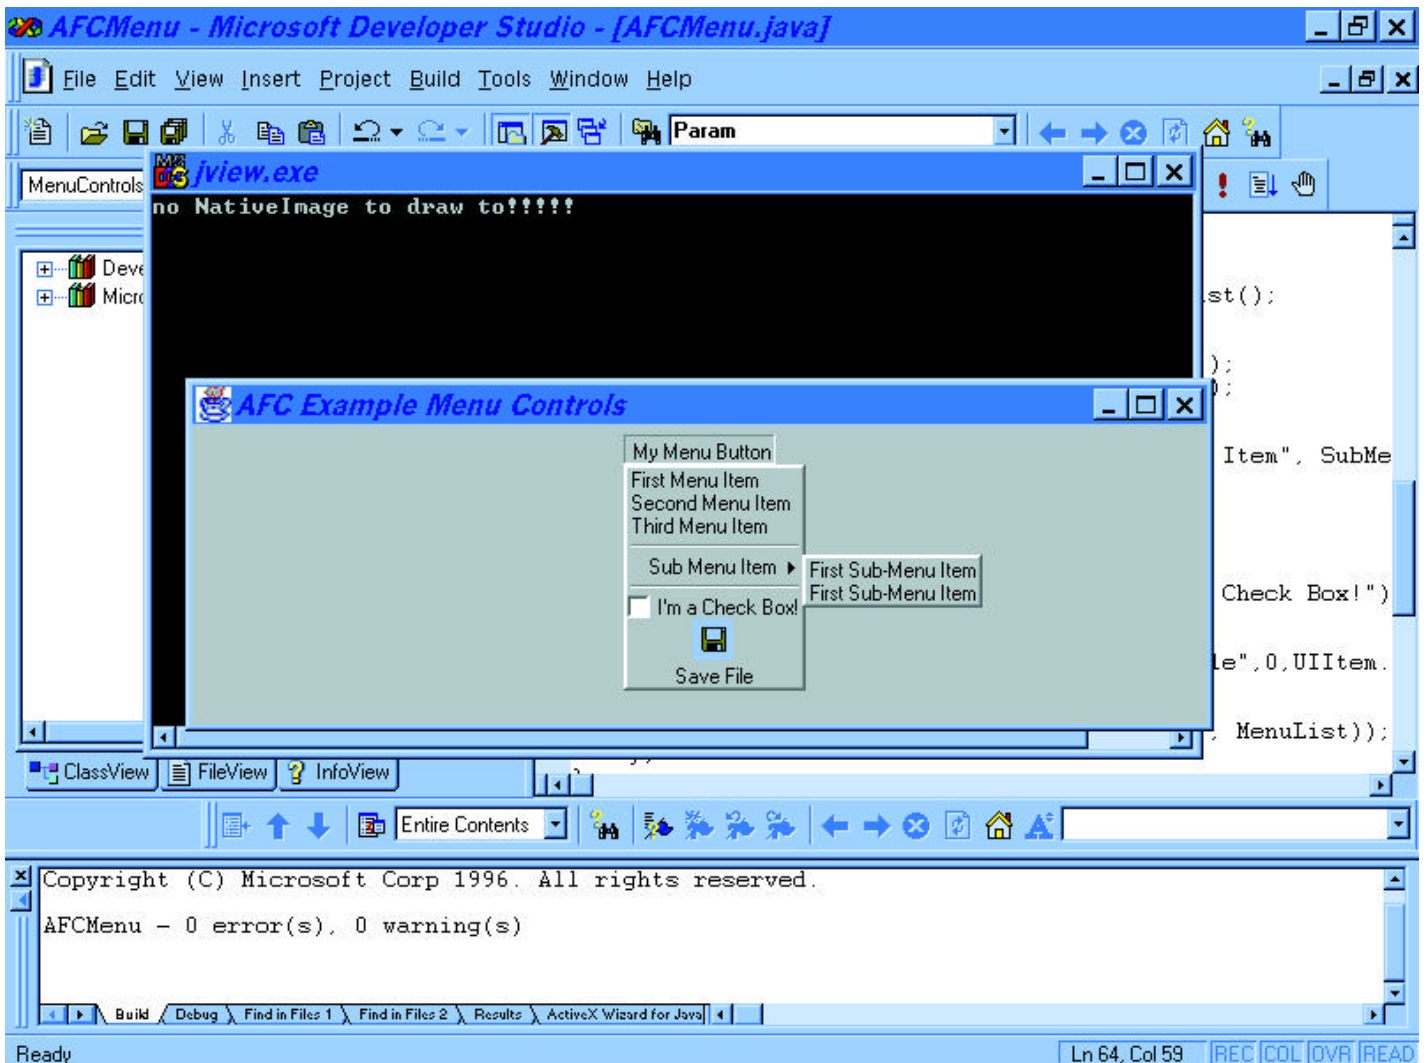 AFCMenu - Microsoft Developer Studio - [AFCMenu.java]
File Edit View Insert Project Build Tools Window Help
Param
MenuControls
jview.exe
no NativeImage to draw to!!!!!
Deve
Micro
st();
);
);
AFC Example Menu Controls
My Menu Button
First Menu Item
Second Menu Item
Third Menu Item
Sub Menu Item
First Sub-Menu Item
First Sub-Menu Item
I'm a Check Box!
Save File
Item", SubMe
Check Box!")
le",0,UIItem.
, MenuList));
ClassView FileView InfoView
Entire Contents
Copyright (C) Microsoft Corp 1996. All rights reserved.
AFCMenu - 0 error(s), 0 warning(s)
Build Debug Find in Files 1 Find in Files 2 Results ActiveX Wizard for Java
Ready Ln 64, Col 59 REC COL OVR READ